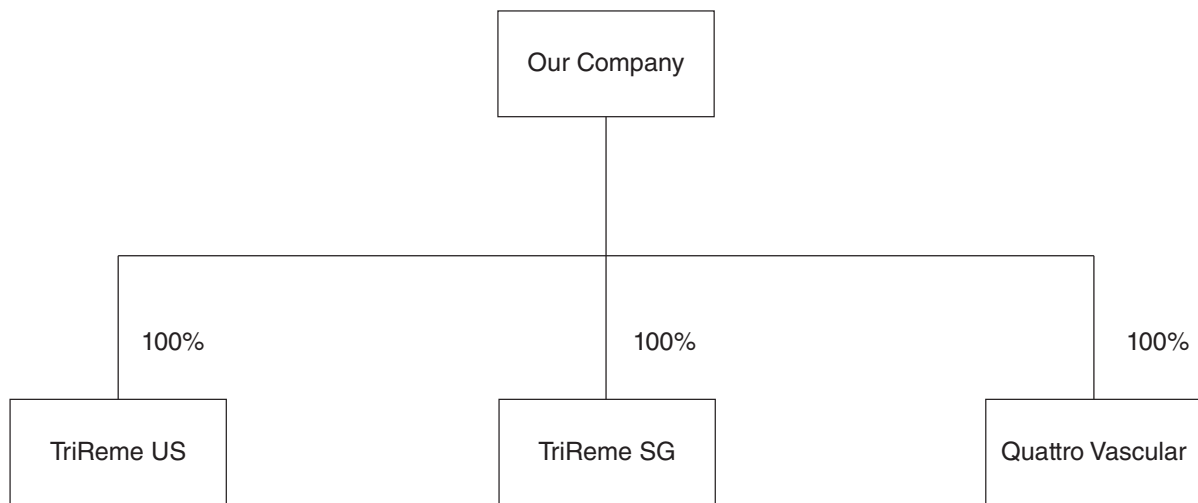 Our Company
100%
100%
100%
TriReme US
TriReme SG
Quattro Vascular